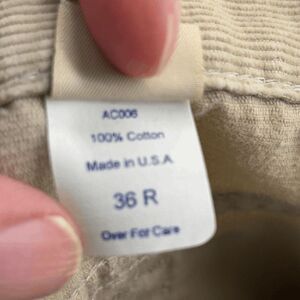 AC006
100% Cotton
Made in U.S.A
36 R
Over For Care